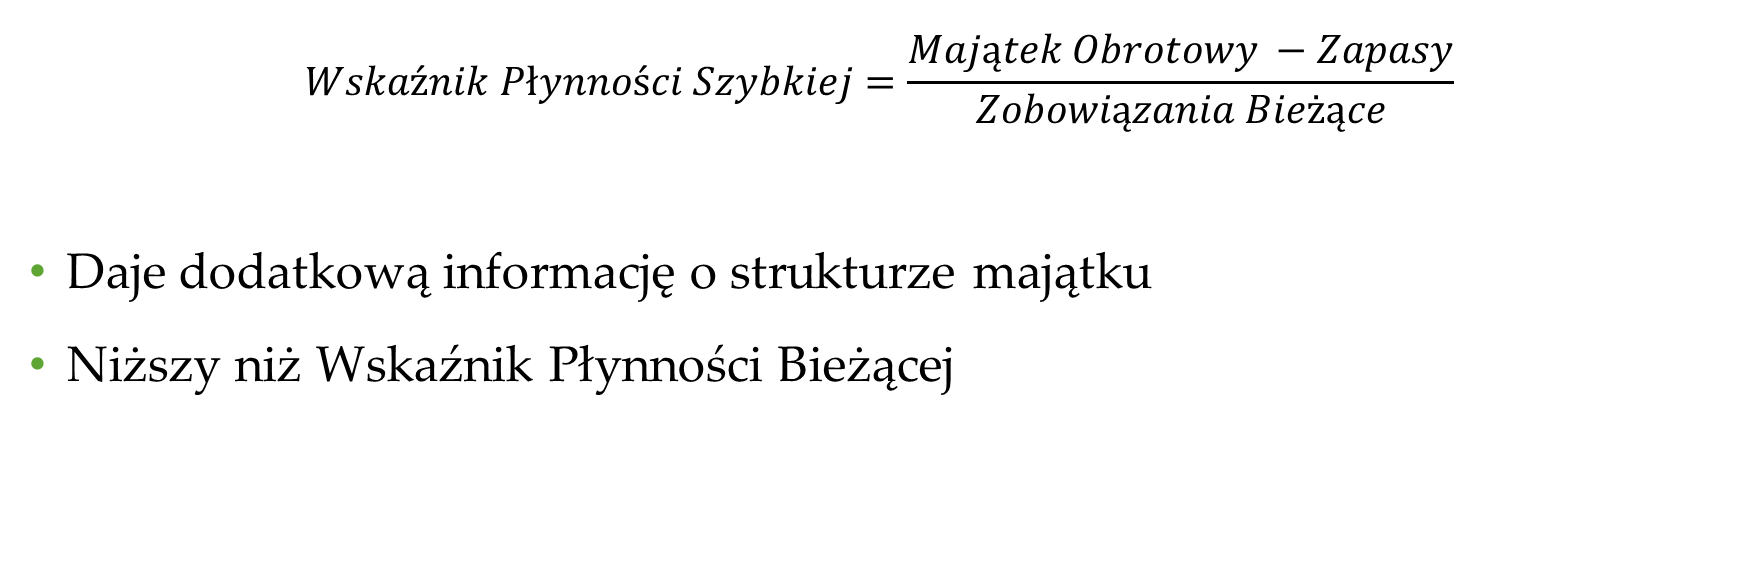 Wskaźnik Płynności Szybkiej = Majątek Obrotowy − Zapasy / Zobowiązania Bieżące
• Daje dodatkową informację o strukturze majątku
• Niższy niż Wskaźnik Płynności Bieżącej